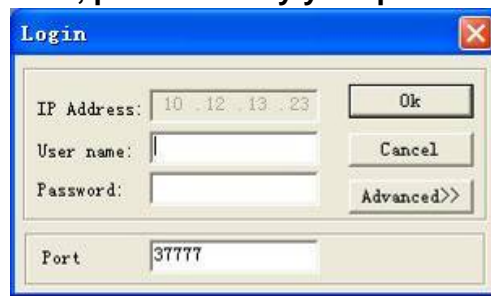 Login
IP Address: 10 .12 .13 .23
Ok
User name:
Cancel
Password:
Advanced>>
Port 37777